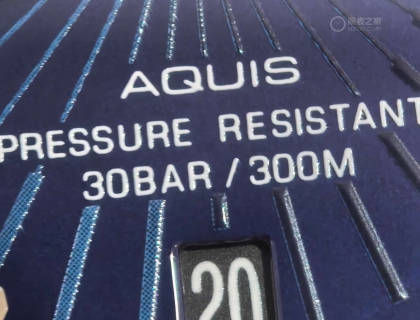 AQUIS
PRESSURE RESISTANT
30BAR / 300M
20